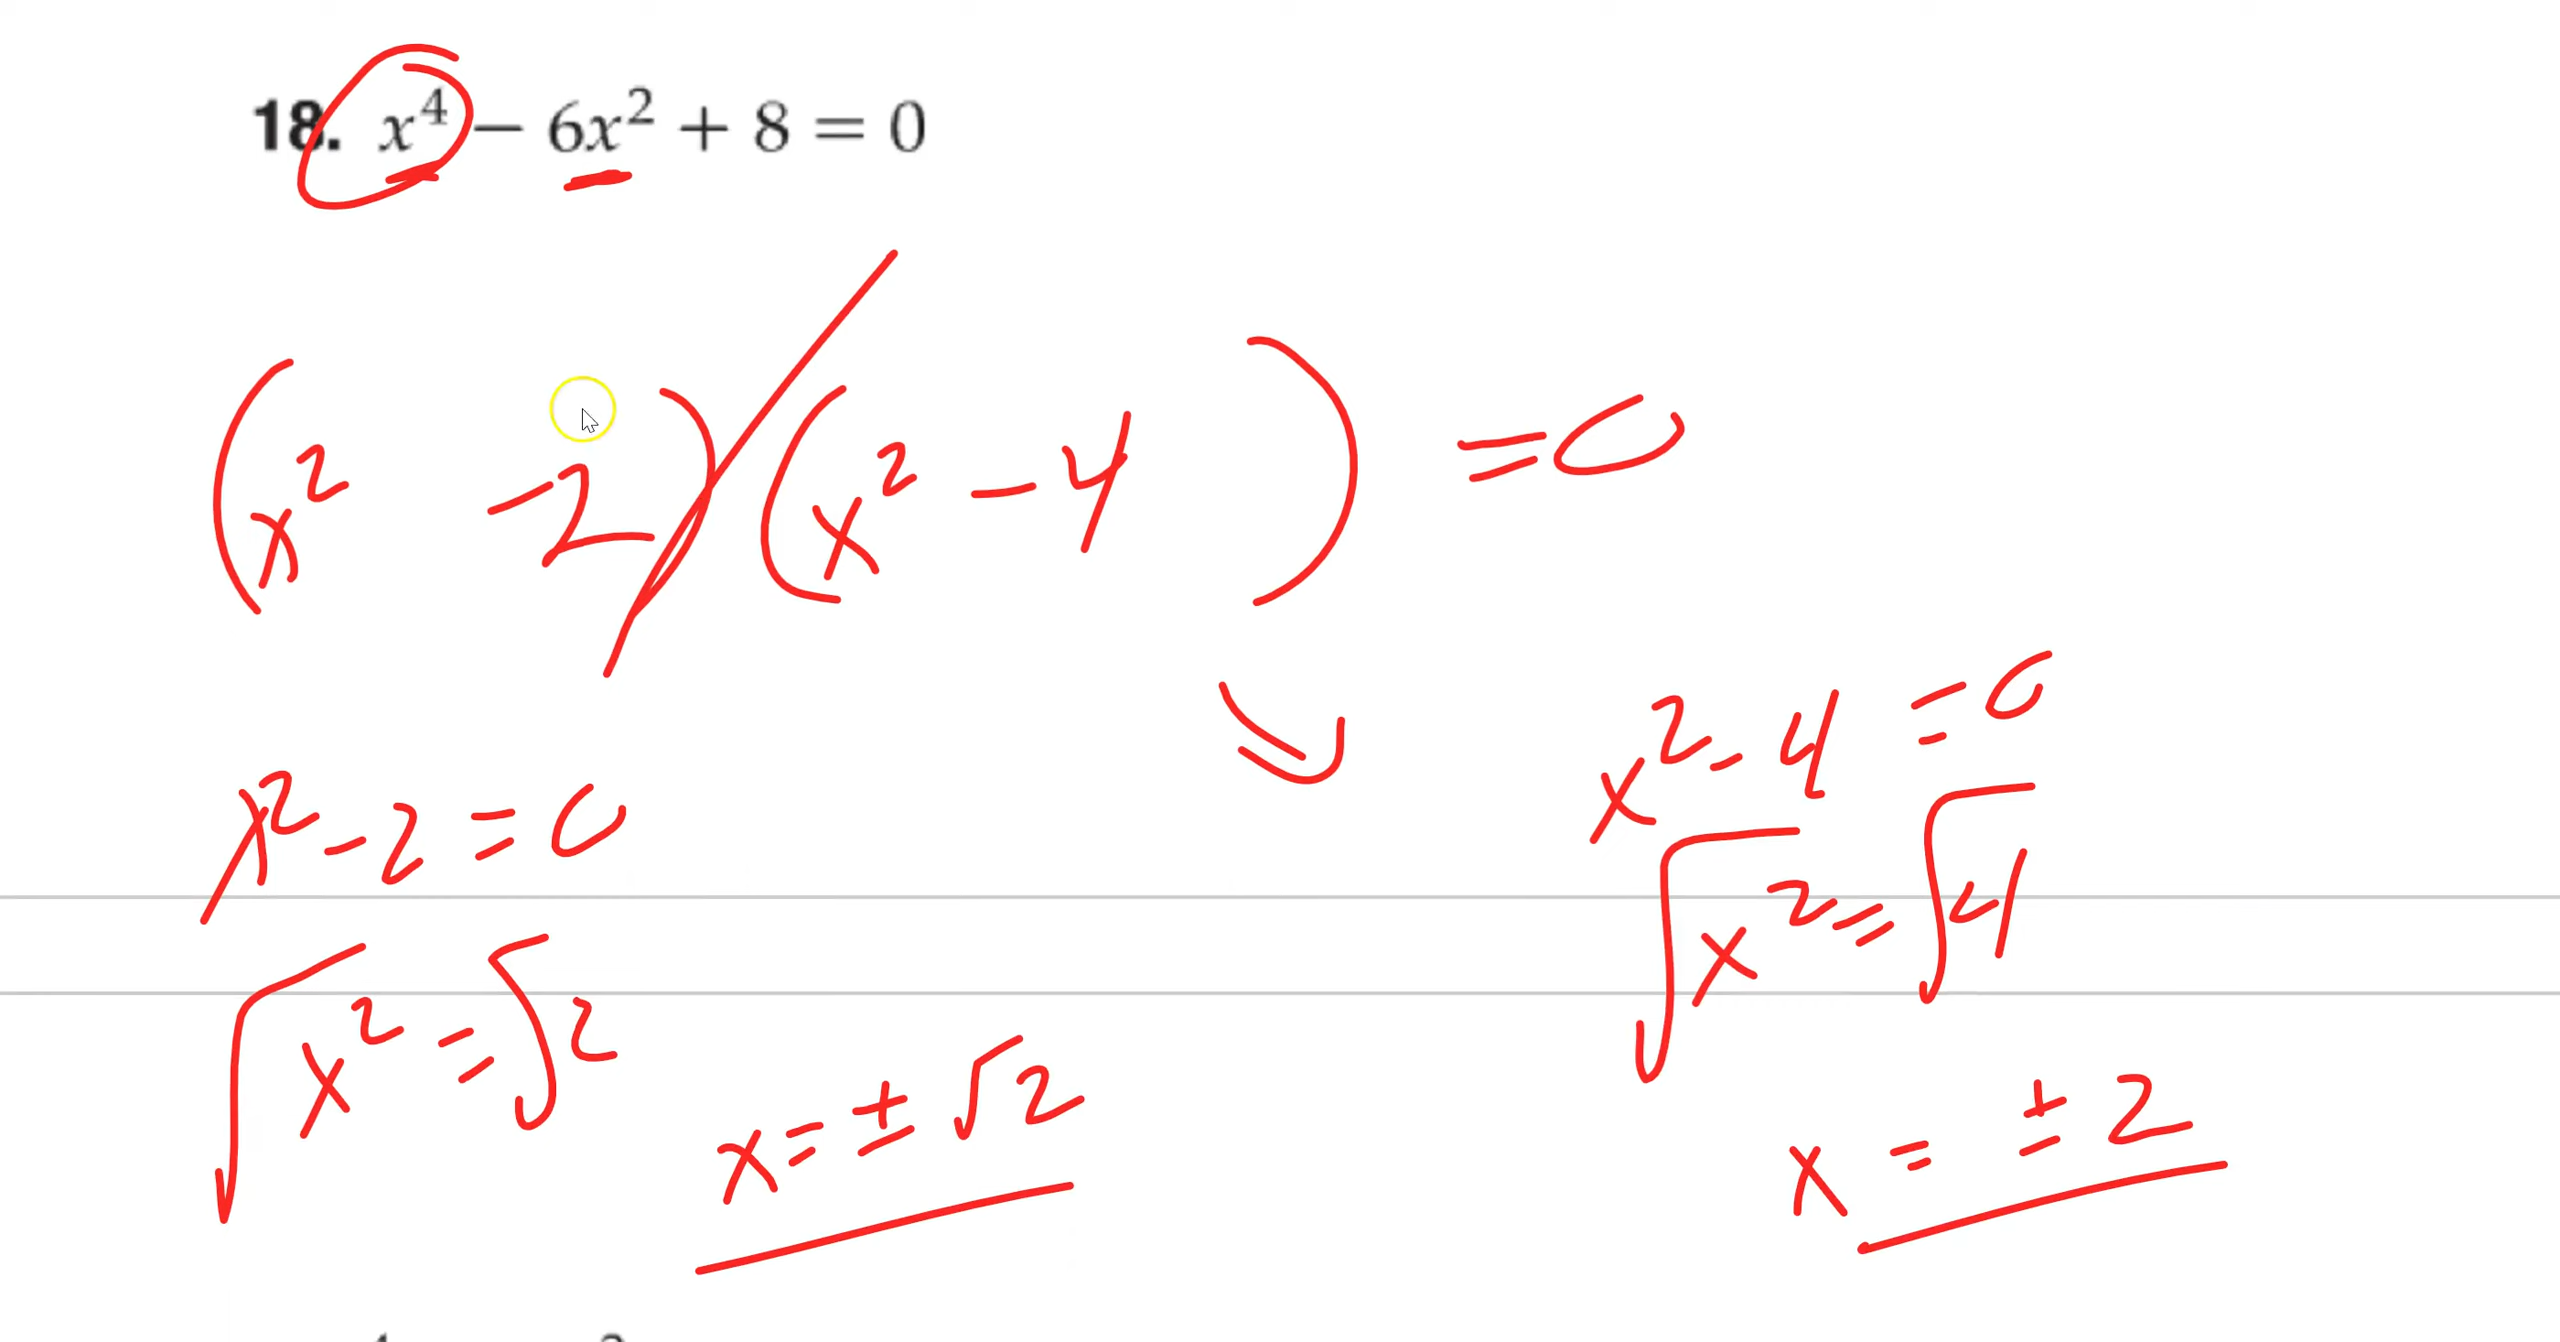 18. x⁴ − 6x² + 8 = 0
(x² −2)(x² −4) =0
x² −2 = 0
√x² = √2
x = ± √2
x² − 4 = 0
√x² = √4
x = ± 2